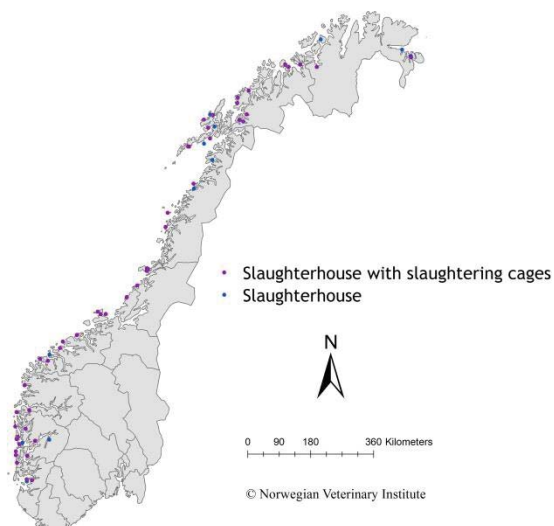 Slaughterhouse with slaughtering cages
Slaughterhouse
N
0 90 180 360 Kilometers
© Norwegian Veterinary Institute